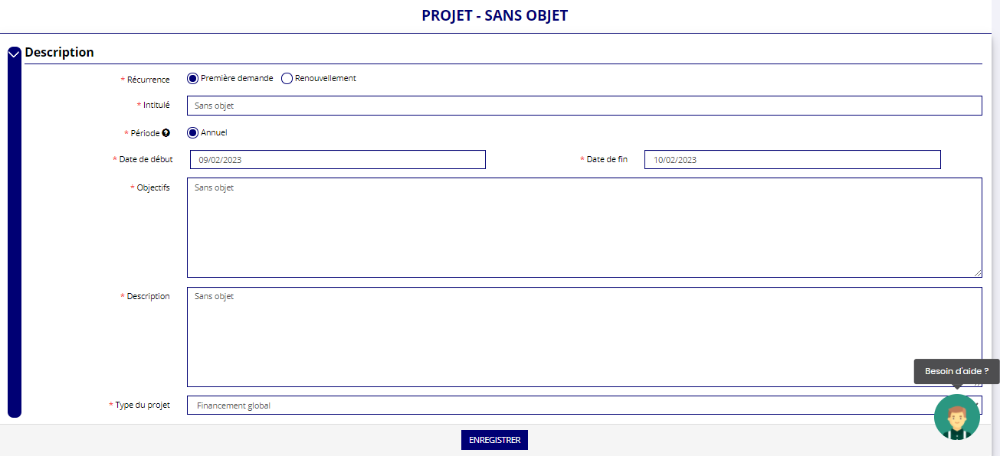 PROJET - SANS OBJET
Description
* Récurrence Première demande Renouvellement
* Intitulé Sans objet
* Période Annuel
* Date de début 09/02/2023 * Date de fin 10/02/2023
* Objectifs Sans objet
* Description Sans objet
Besoin d'aide ?
* Type du projet Financement global
ENREGISTRER